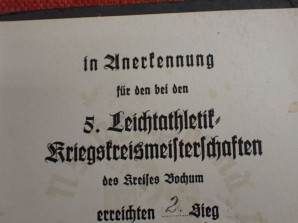 in Anerkennung
für den bei den
5. Leichtathletik-
Kriegskreismeisterschaften
des Kreises Bochum
erreichten 2. Sieg